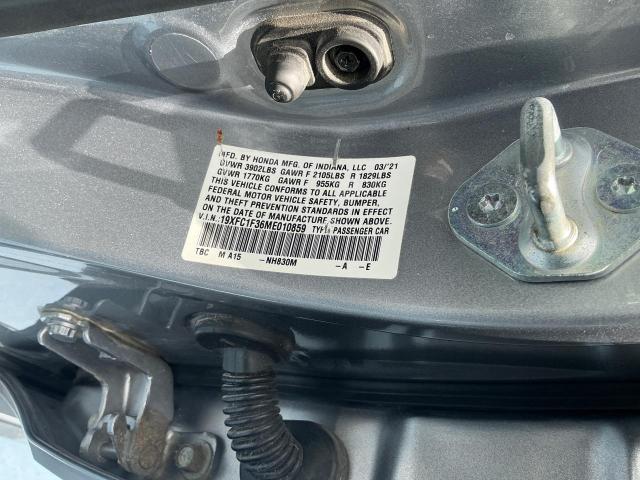 MFD. BY HONDA MFG. OF INDIANA, LLC 03/'21
GVWR 3902LBS GAWR F 2105LBS R 1829LBS
GVWR 1770KG GAWR F 955KG R 830KG
THIS VEHICLE CONFORMS TO ALL APPLICABLE
FEDERAL MOTOR VEHICLE SAFETY, BUMPER,
AND THEFT PREVENTION STANDARDS IN EFFECT
ON THE DATE OF MANUFACTURE SHOWN ABOVE.
V.I.N.:19XFC1F36ME010859 TYPE: PASSENGER CAR
TBC M A15 -NH830M -A -E